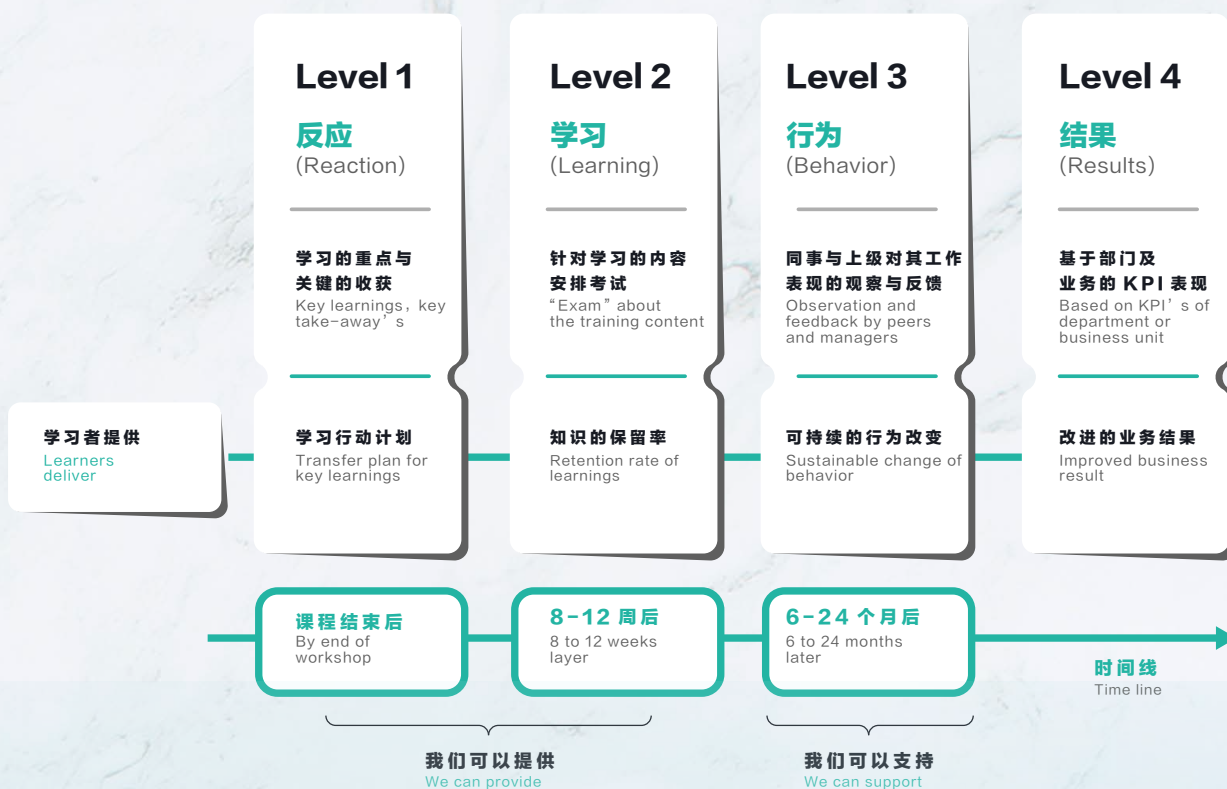 Level 1
反应
(Reaction)
学习的重点与
关键的收获
Key learnings, key
take-away's
学习行动计划
Transfer plan for
key learnings
Level 2
学习
(Learning)
针对学习的内容
安排考试
“Exam” about
the training content
知识的保留率
Retention rate of
learnings
Level 3
行为
(Behavior)
同事与上级对其工作
表现的观察与反馈
Observation and
feedback by peers
and managers
可持续的行为改变
Sustainable change of
behavior
Level 4
结果
(Results)
基于部门及
业务的 KPI 表现
Based on KPI's of
department or
business unit
改进的业务结果
Improved business
result
学习者提供
Learners
deliver
课程结束后
By end of
workshop
8-12 周后
8 to 12 weeks
layer
6-24 个月后
6 to 24 months
later
时间线
Time line
我们可以提供
We can provide
我们可以支持
We can support